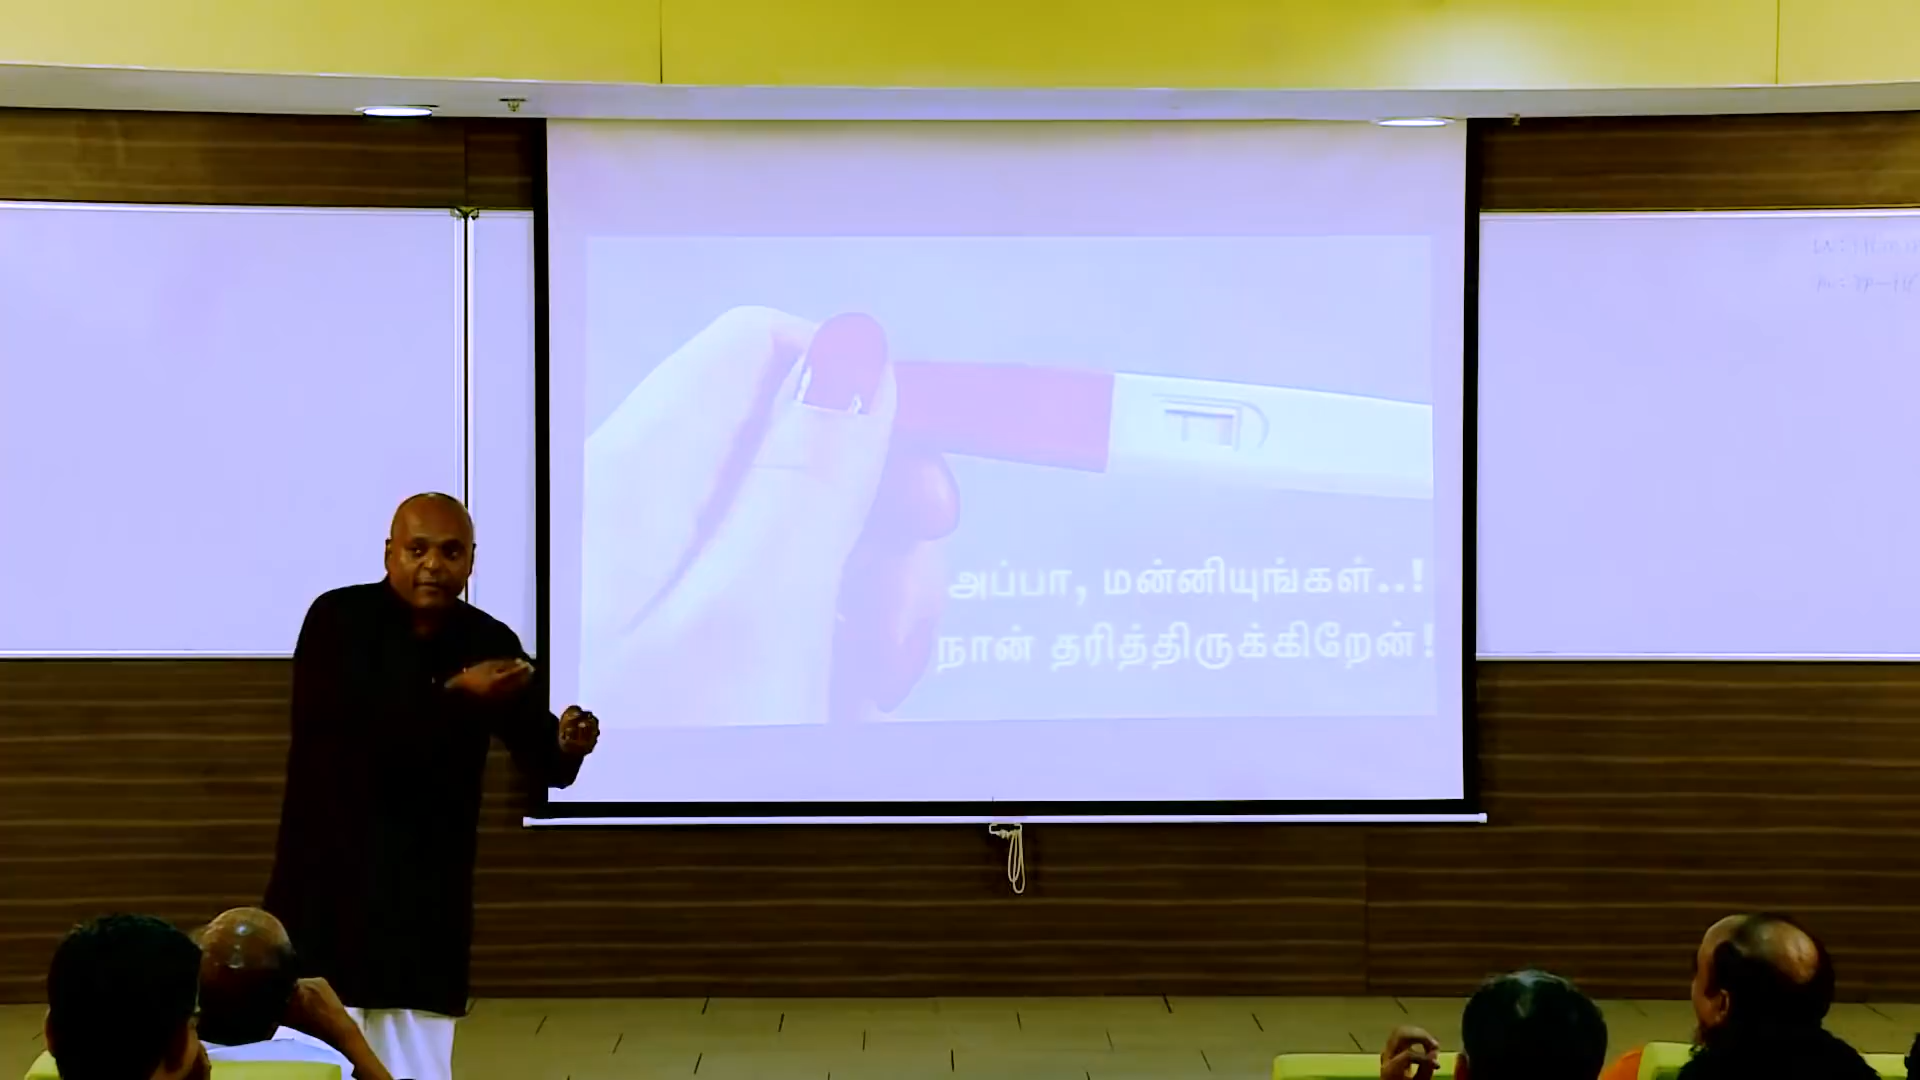 அப்பா, மன்னியுங்கள்..!
நான் தரித்திருக்கிறேன்!